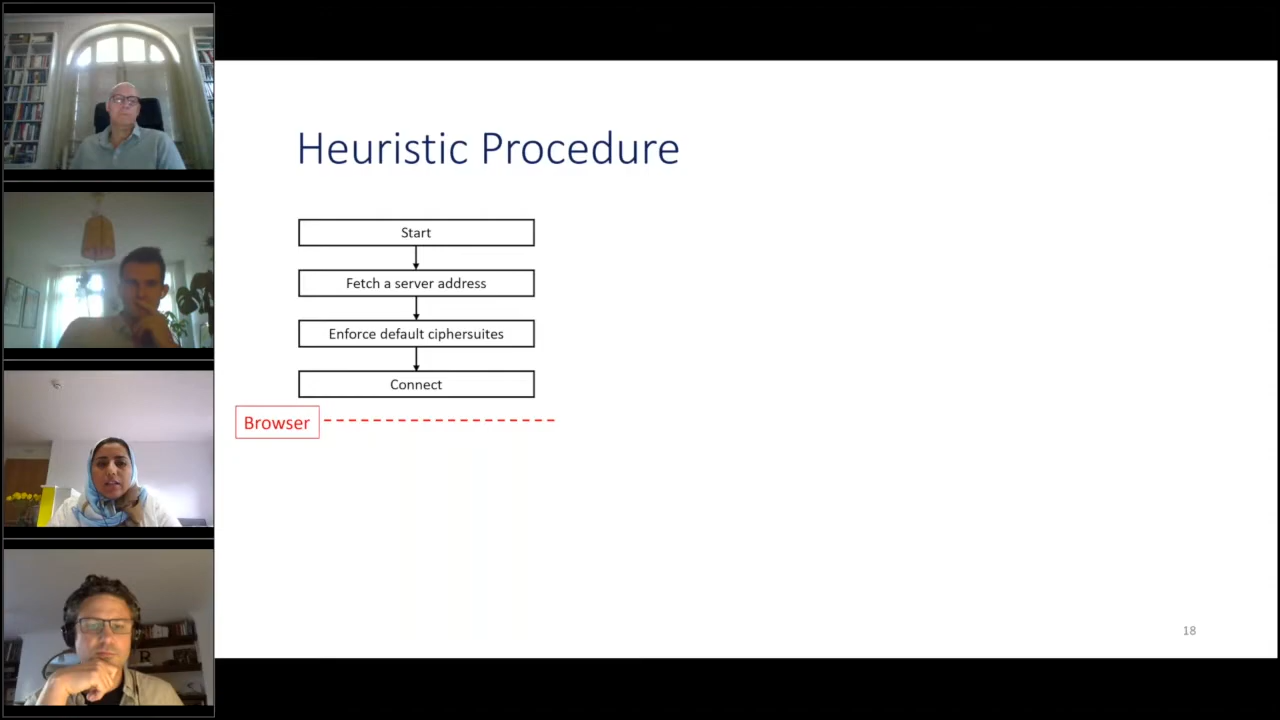 Heuristic Procedure
Start
Fetch a server address
Enforce default ciphersuites
Connect
Browser
18